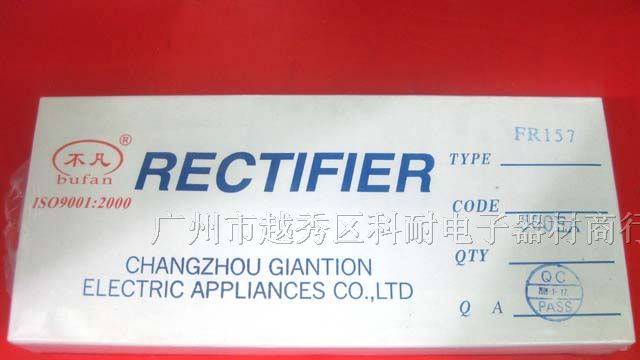 不凡®
bufan
ISO9001:2000
RECTIFIER
CHANGZHOU GIANTION
ELECTRIC APPLIANCES CO.,LTD
TYPE FR157
CODE
QTY
Q A
QC
PASS
广州市越秀区科耐电子器材商行